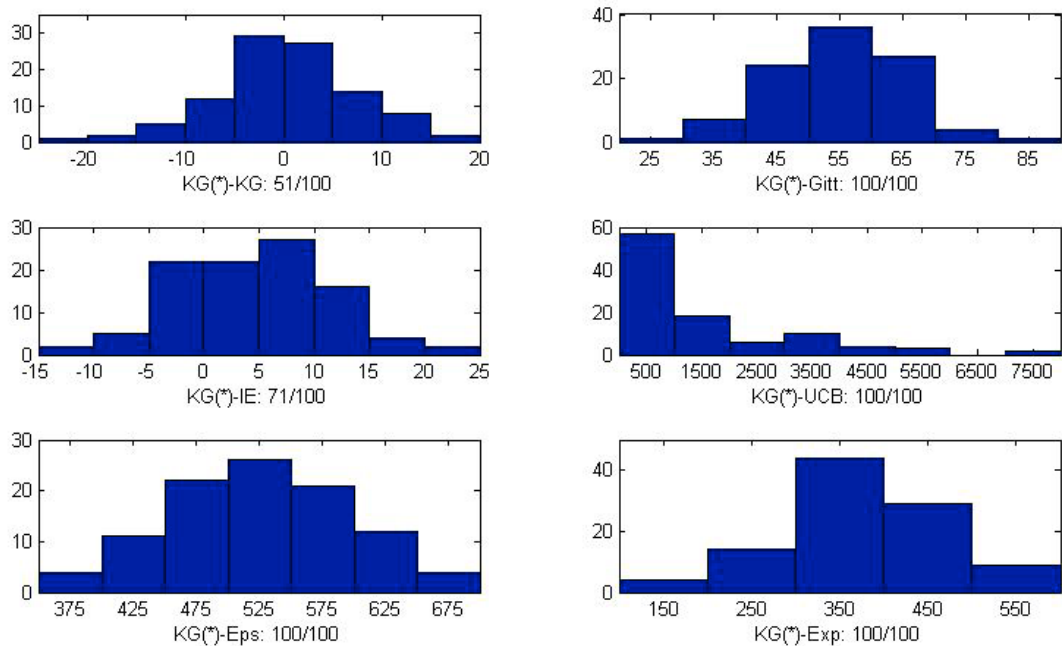 30
20
10
0
-20 -10 0 10 20
KG(*)-KG: 51/100
40
20
0
25 35 45 55 65 75 85
KG(*)-Gitt: 100/100
30
20
10
0
-15 -10 -5 0 5 10 15 20 25
KG(*)-IE: 71/100
60
40
20
0
500 1500 2500 3500 4500 5500 6500 7500
KG(*)-UCB: 100/100
30
20
10
0
375 425 475 525 575 625 675
KG(*)-Eps: 100/100
40
20
0
150 250 350 450 550
KG(*)-Exp: 100/100